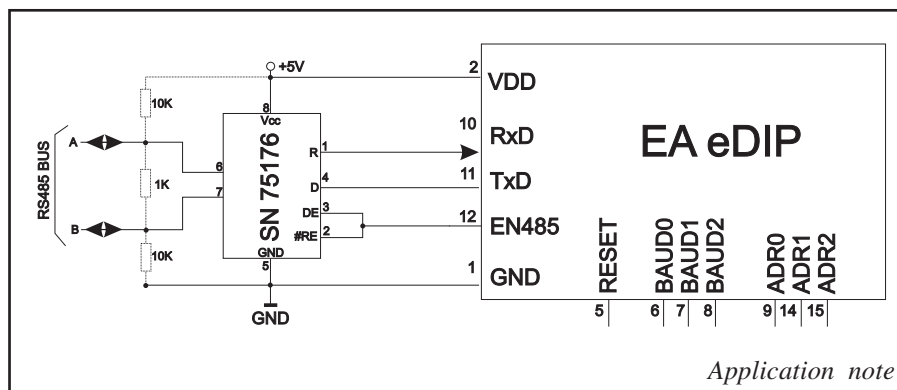 +5V
10K
A
RS485 BUS
1K
B
10K
8
Vcc
6
7
SN 75176
R
1
D
4
DE
3
#RE
2
GND
5
GND
2
VDD
10
RxD
11
TxD
12
EN485
1
GND
EA eDIP
RESET
BAUD0
BAUD1
BAUD2
ADR0
ADR1
ADR2
5
6
7
8
9
14
15
Application note